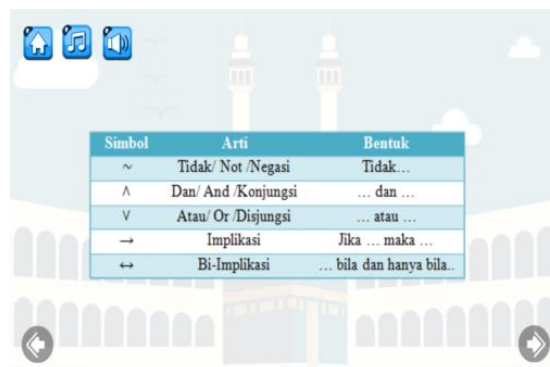 Simbol Arti Bentuk
~ Tidak/ Not /Negasi Tidak…
∧ Dan/ And /Konjungsi … dan …
∨ Atau/ Or /Disjungsi … atau …
→ Implikasi Jika … maka …
↔ Bi-Implikasi … bila dan hanya bila..